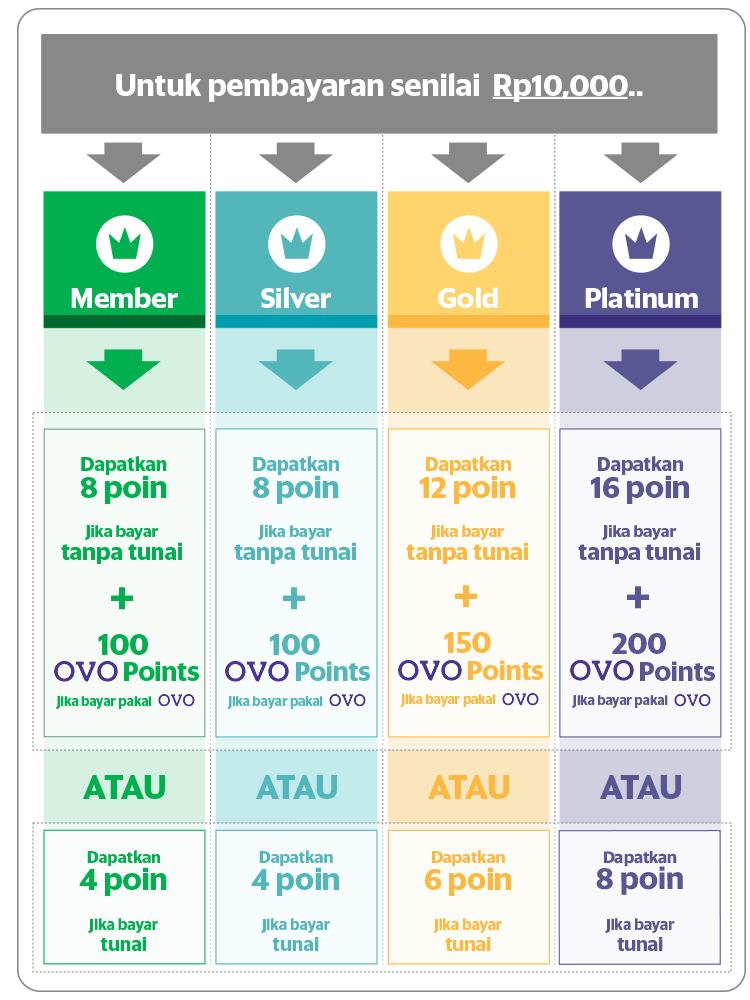 Untuk pembayaran senilai Rp10,000..
Member
Silver
Gold
Platinum
Dapatkan
8 poin
Jika bayar
tanpa tunai
+
100
OVO Points
Jika bayar pakai OVO
Dapatkan
8 poin
Jika bayar
tanpa tunai
+
100
OVO Points
Jika bayar pakai OVO
Dapatkan
12 poin
Jika bayar
tanpa tunai
+
150
OVO Points
Jika bayar pakai OVO
Dapatkan
16 poin
Jika bayar
tanpa tunai
+
200
OVO Points
Jika bayar pakai OVO
ATAU
ATAU
ATAU
ATAU
Dapatkan
4 poin
Jika bayar
tunai
Dapatkan
4 poin
Jika bayar
tunai
Dapatkan
6 poin
Jika bayar
tunai
Dapatkan
8 poin
Jika bayar
tunai